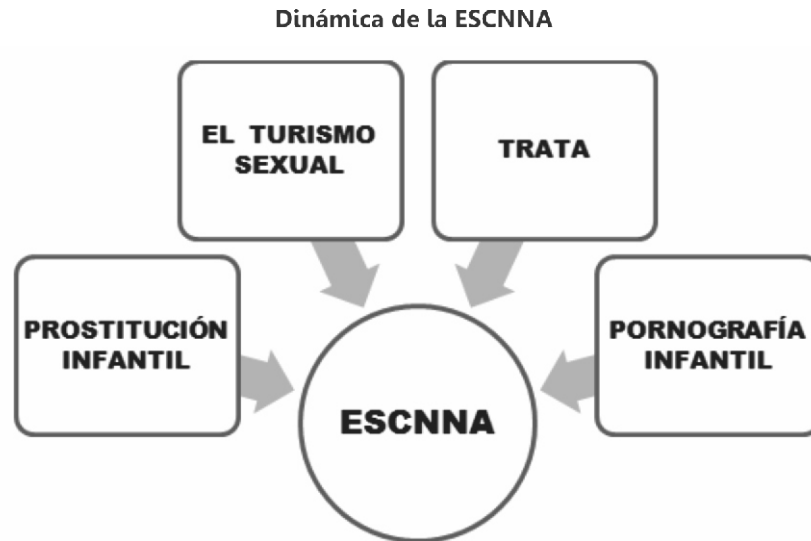 Dinámica de la ESCNNA
EL TURISMO
SEXUAL
TRATA
PROSTITUCIÓN
INFANTIL
PORNOGRAFÍA
INFANTIL
ESCNNA